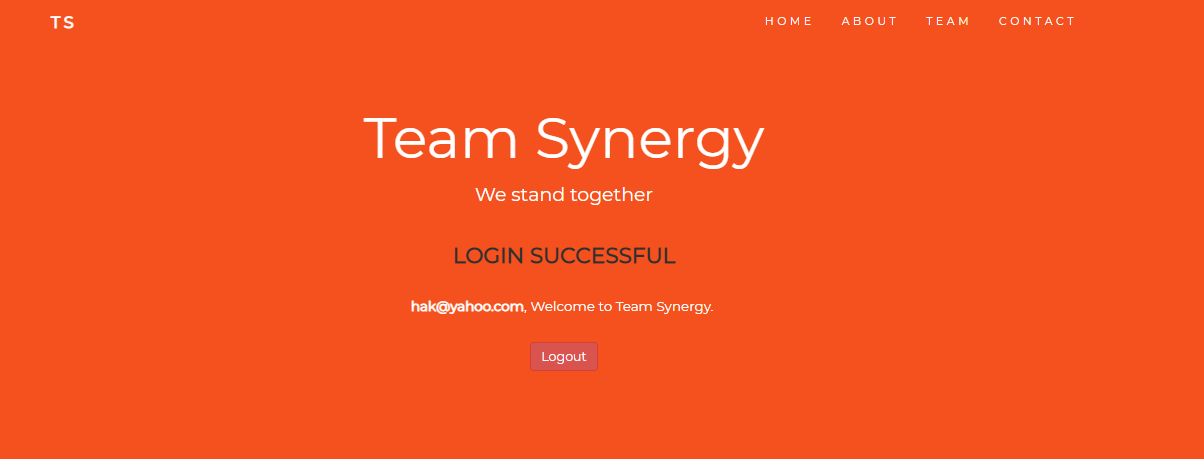 TS
HOME ABOUT TEAM CONTACT
Team Synergy
We stand together
LOGIN SUCCESSFUL
hak@yahoo.com, Welcome to Team Synergy.
Logout